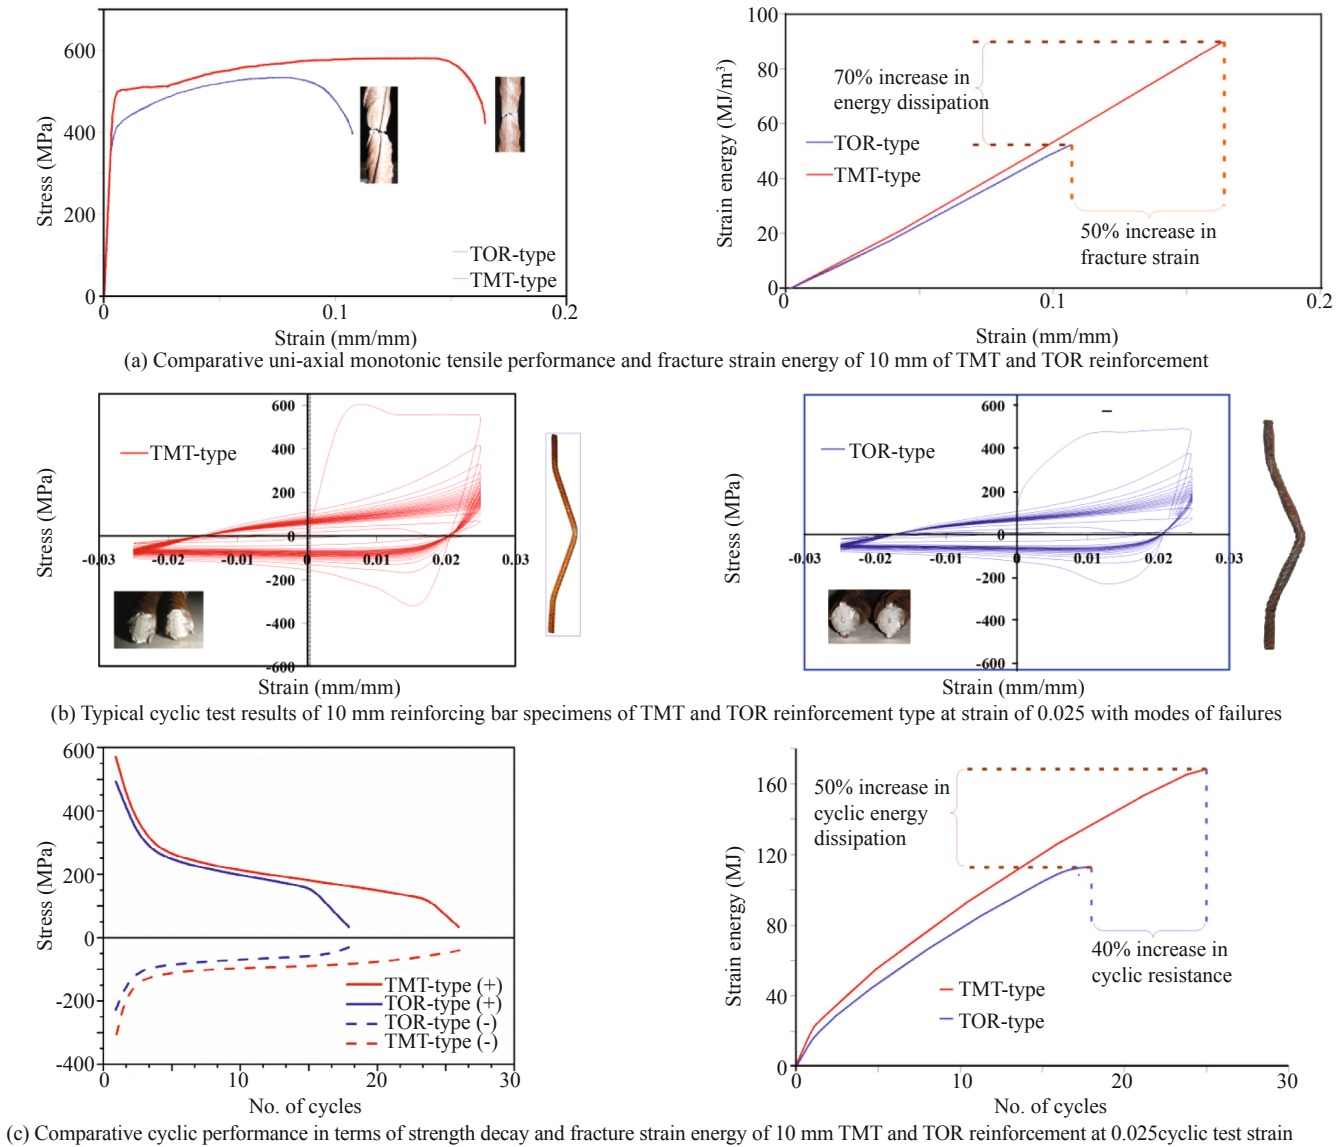 600
400
200
0
Stress (MPa)
TOR-type
TMT-type
0
0.1
0.2
Strain (mm/mm)
100
80
60
40
20
0
Strain energy (MJ/m³)
70% increase in
energy dissipation
TOR-type
TMT-type
50% increase in
fracture strain
0
0.1
0.2
Strain (mm/mm)
(a) Comparative uni-axial monotonic tensile performance and fracture strain energy of 10 mm of TMT and TOR reinforcement
600
400
200
0
-200
-400
-600
Stress (MPa)
TMT-type
-0.03
-0.02
-0.01
0
0.01
0.02
0.03
Strain (mm/mm)
600
400
200
0
-200
-400
-600
Stress (MPa)
TOR-type
-0.03
-0.02
-0.01
0
0.01
0.02
0.03
Strain (mm/mm)
(b) Typical cyclic test results of 10 mm reinforcing bar specimens of TMT and TOR reinforcement type at strain of 0.025 with modes of failures
600
400
200
0
-200
-400
Stress (MPa)
TMT-type (+)
TOR-type (+)
TOR-type (-)
TMT-type (-)
0
10
20
30
No. of cycles
160
120
80
40
0
Strain energy (MJ)
50% increase in
cyclic energy
dissipation
40% increase in
cyclic resistance
TMT-type
TOR-type
0
10
20
30
No. of cycles
(c) Comparative cyclic performance in terms of strength decay and fracture strain energy of 10 mm TMT and TOR reinforcement at 0.025cyclic test strain